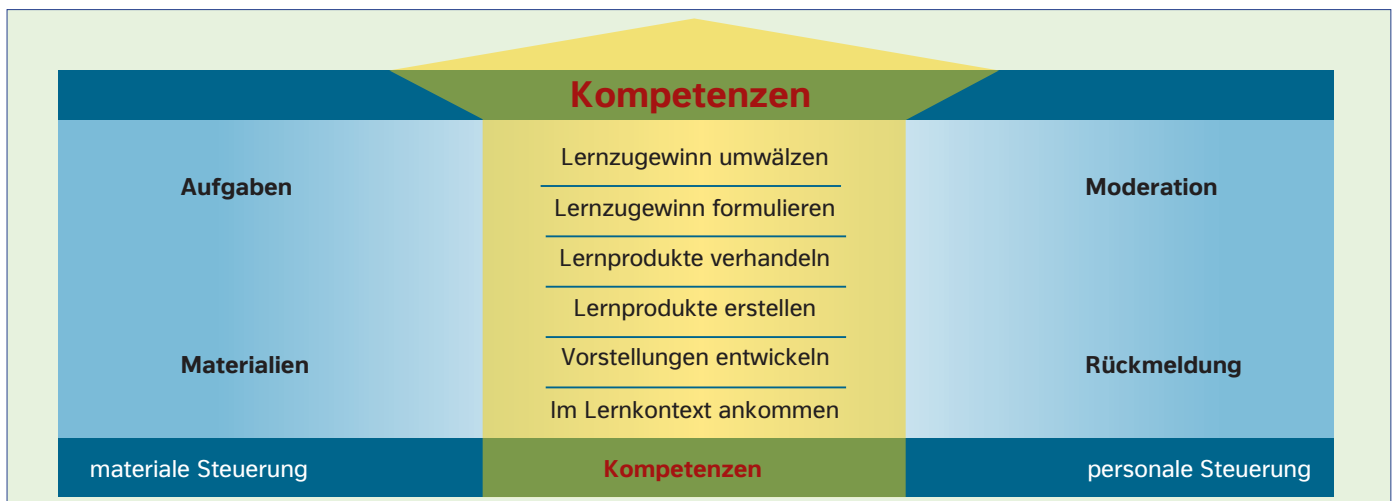 Kompetenzen
Aufgaben
Materialien
Lernzugewinn umwälzen
Lernzugewinn formulieren
Lernprodukte verhandeln
Lernprodukte erstellen
Vorstellungen entwickeln
Im Lernkontext ankommen
Moderation
Rückmeldung
materiale Steuerung
Kompetenzen
personale Steuerung